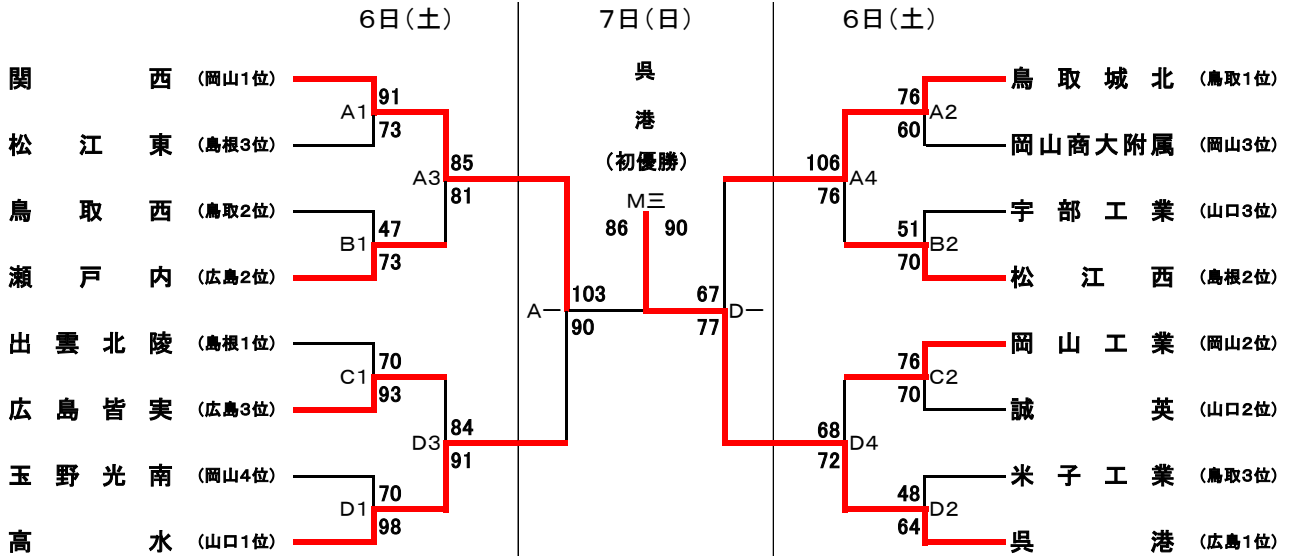 6日(土)
7日(日)
6日(土)
関西 (岡山1位)
A1
91
73
松江東 (島根3位)
A3
85
81
鳥取西 (鳥取2位)
B1
47
73
瀬戸内 (広島2位)
A一
103
90
出雲北陵 (島根1位)
C1
70
93
広島皆実 (広島3位)
D3
84
91
玉野光南 (岡山4位)
D1
70
98
高水 (山口1位)
呉港
(初優勝)
M三
86 90
鳥取城北 (鳥取1位)
76
A2
60
岡山商大附属 (岡山3位)
106
A4
76
宇部工業 (山口3位)
51
B2
70
松江西 (島根2位)
67
D一
77
岡山工業 (岡山2位)
76
C2
70
誠英 (山口2位)
68
D4
72
米子工業 (鳥取3位)
48
D2
64
呉港 (広島1位)